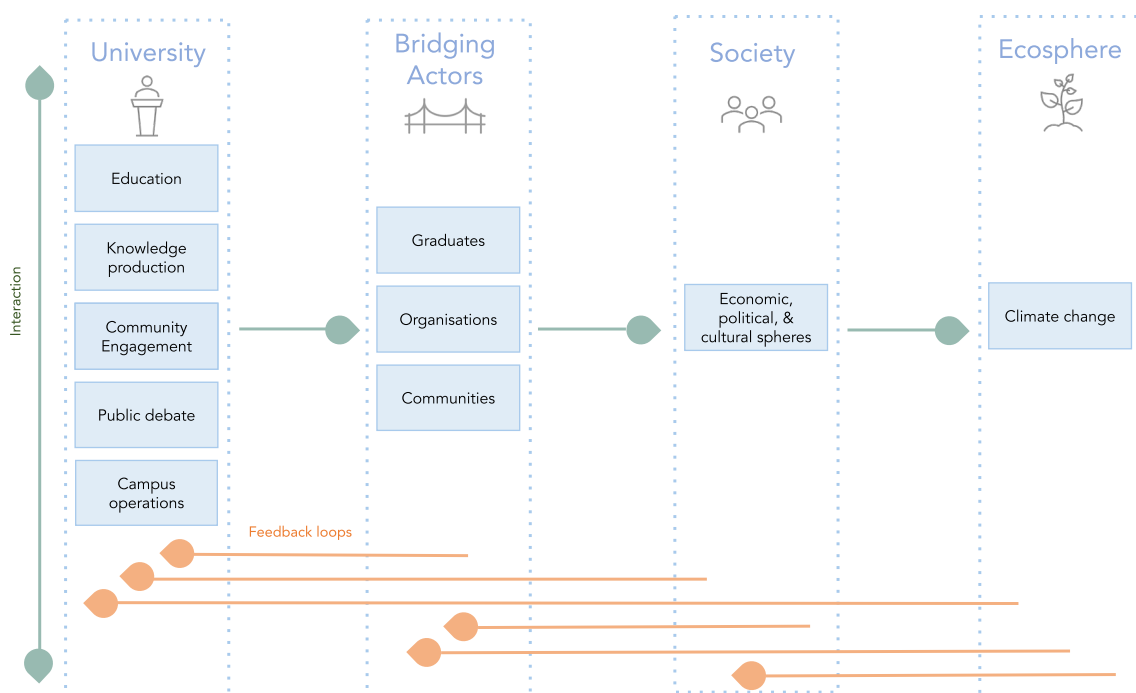 University
Bridging
Actors
Society
Ecosphere
Education
Knowledge
production
Community
Engagement
Public debate
Campus
operations
Graduates
Organisations
Communities
Economic,
political, &
cultural spheres
Climate change
Interaction
Feedback loops